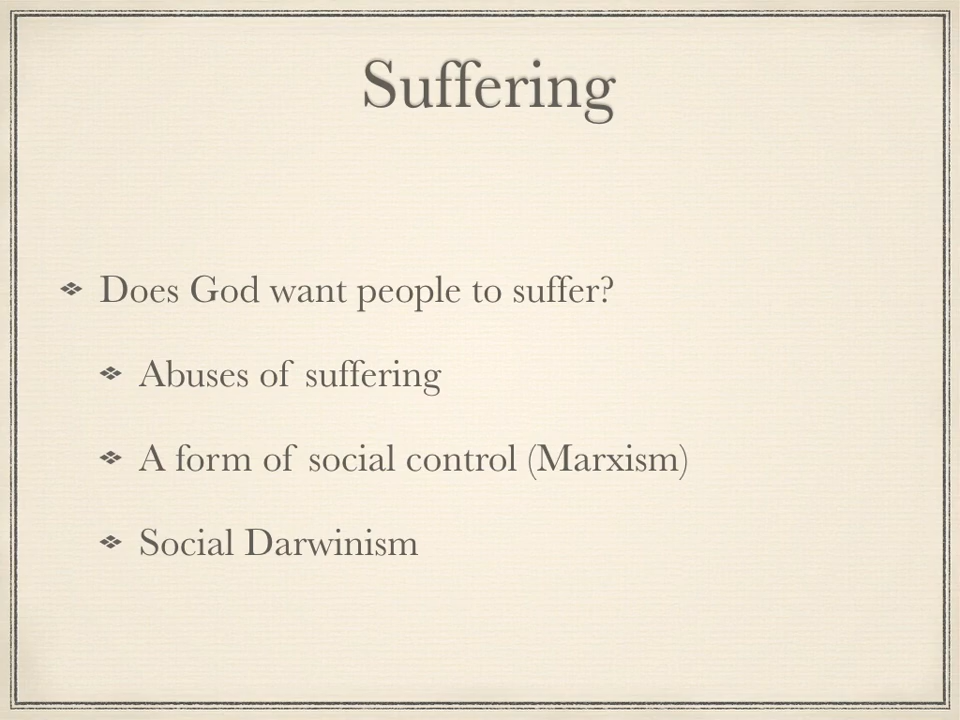 Suffering
Does God want people to suffer?
Abuses of suffering
A form of social control (Marxism)
Social Darwinism